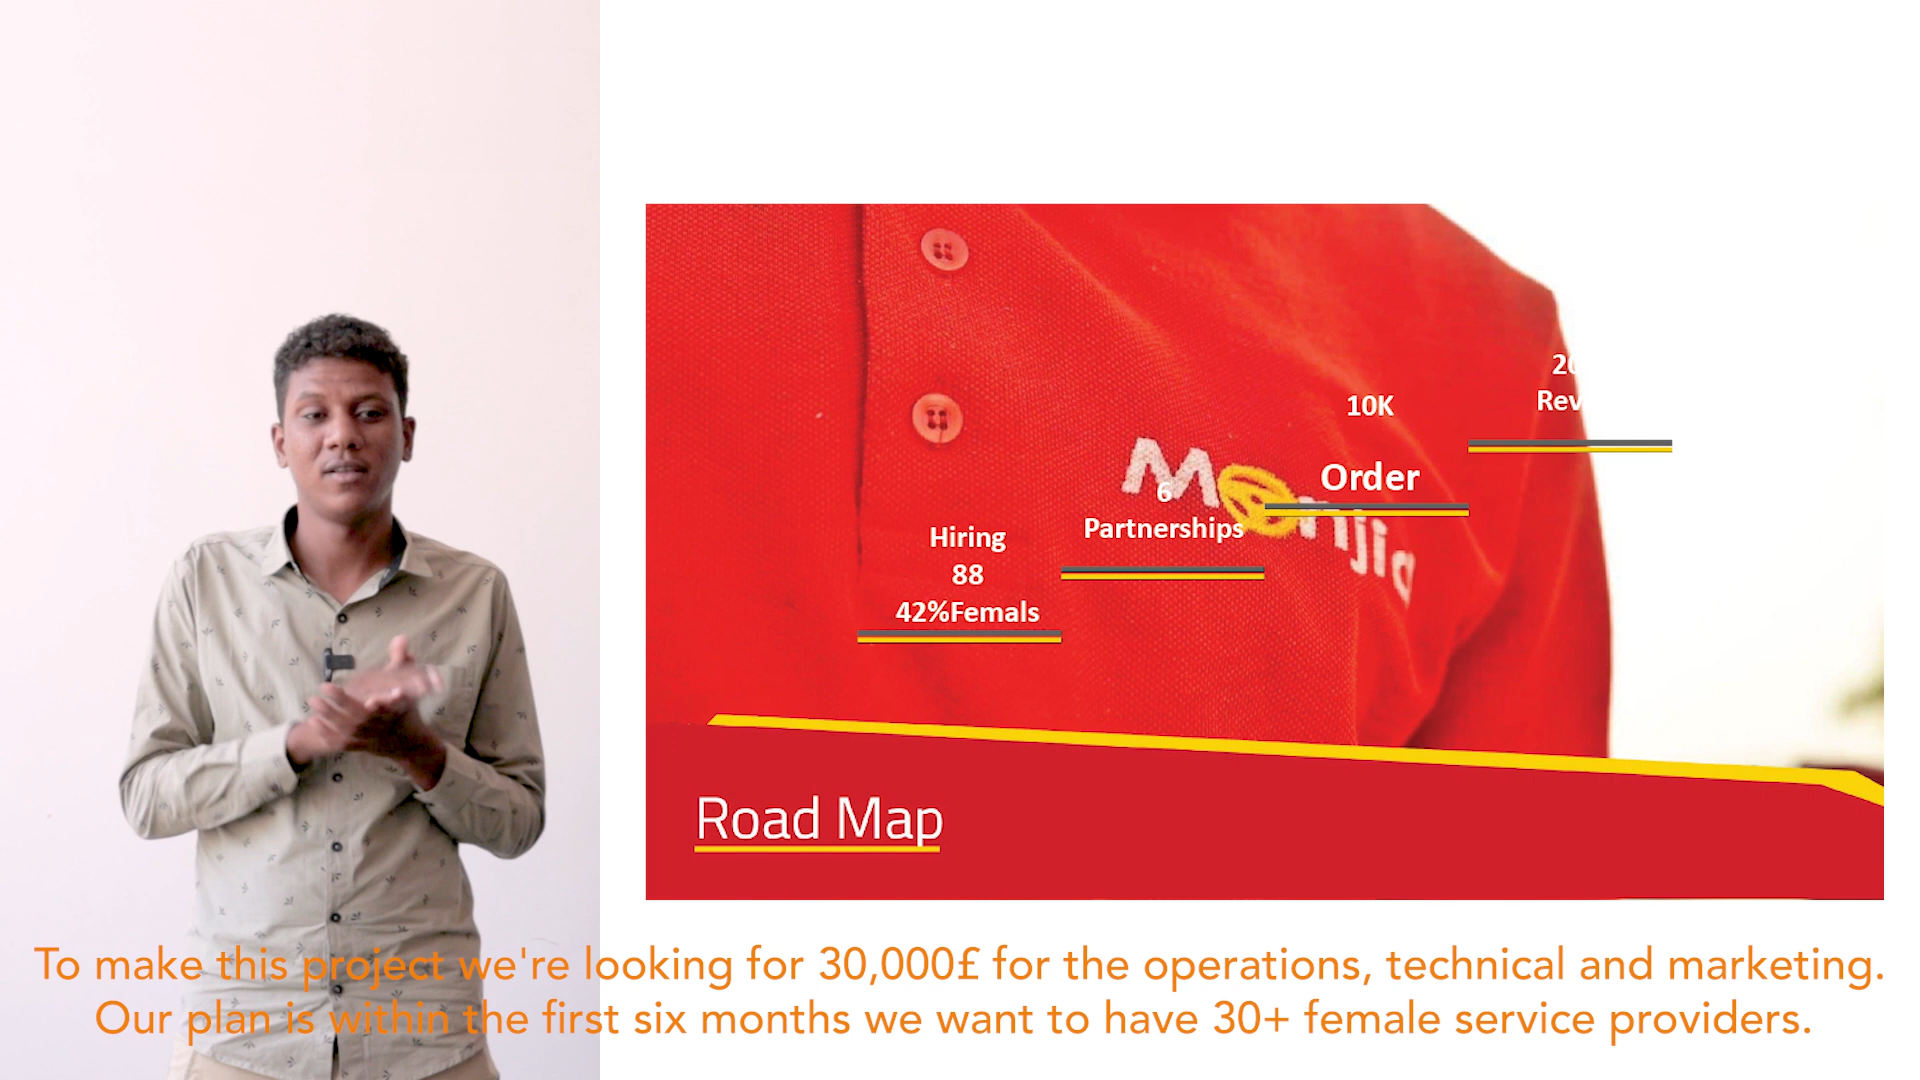 20
Rev
10K
Order
6
Partnerships
Monjid
Hiring
88
42%Femals
Road Map
To make this project we're looking for 30,000£ for the operations, technical and marketing.
Our plan is within the first six months we want to have 30+ female service providers.